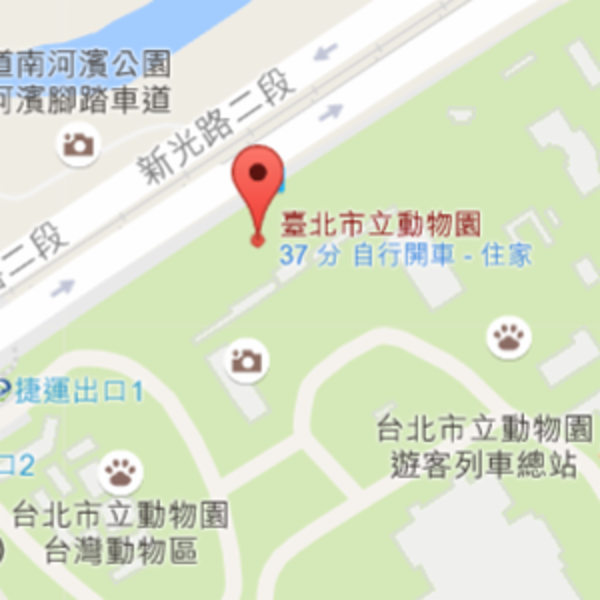 道南河濱公園
河濱腳踏車道
新光路二段
路二段
臺北市立動物園
37 分 自行開車 - 住家
捷運出口1
口2
台北市立動物園
遊客列車總站
台北市立動物園
台灣動物區